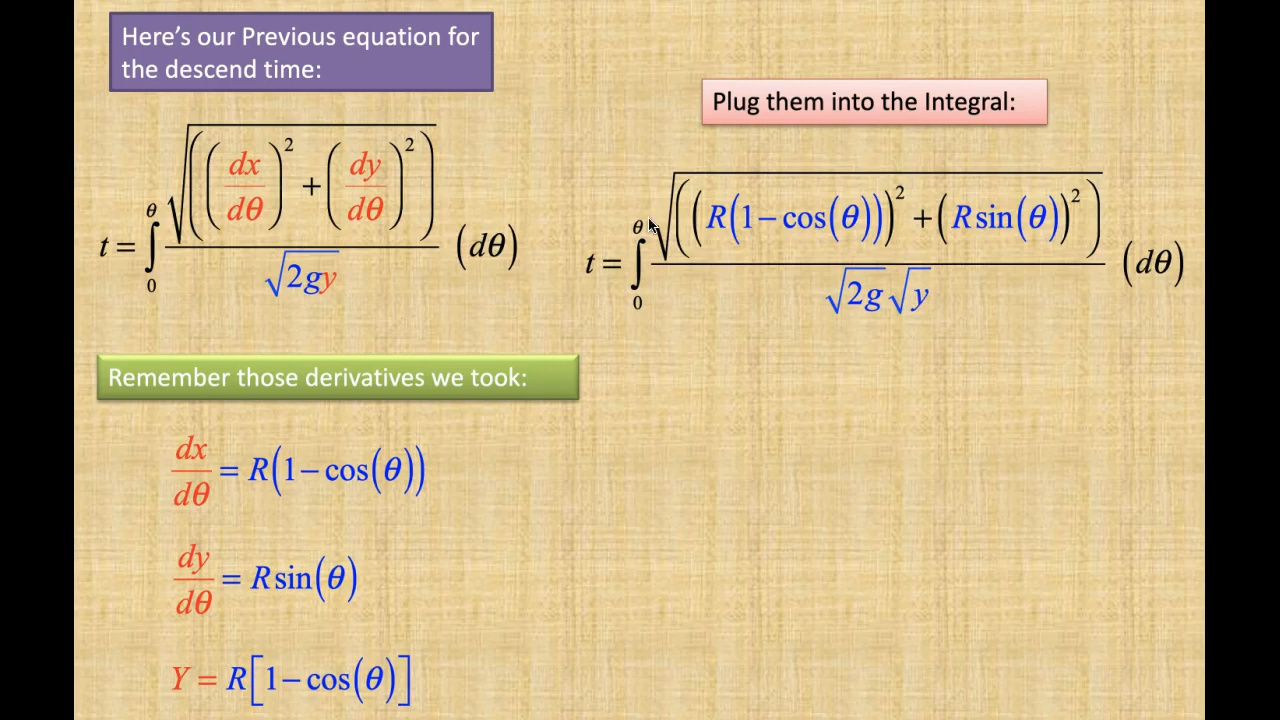 Here's our Previous equation for
the descend time:
t = ∫₀^θ √(((dx/dθ)² + (dy/dθ)²)) / √2gy (dθ)
Remember those derivatives we took:
dx/dθ = R(1−cos(θ))
dy/dθ = R sin(θ)
Y = R[1−cos(θ)]
Plug them into the Integral:
t = ∫₀^θ √(((R(1−cos(θ)))² + (R sin(θ))²)) / √2g √y (dθ)